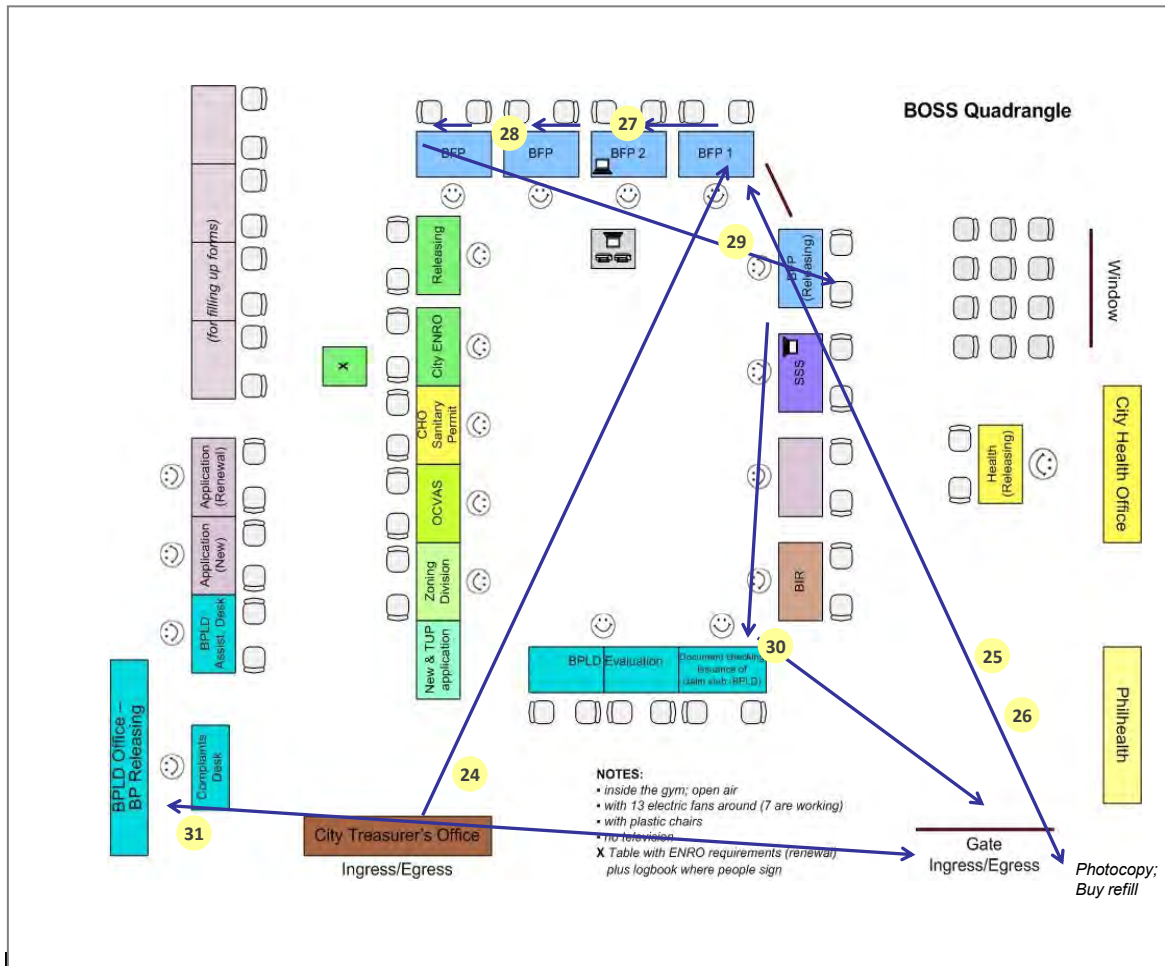 BOSS Quadrangle
28
27
BFP
BFP
BFP 2
BFP 1
29
BFP
(Releasing)
Window
(for filling up forms)
Releasing
City ENRO
X
SSS
CHO
Sanitary
Permit
City Health Office
Health
(Releasing)
Application
(Renewal)
OCVAS
Application
(New)
Zoning
Division
BIR
BPLD
Assist. Desk
New & TUP
application
BPLD Evaluation
Document checking
Issuance of
claim stub (BPLD)
30
25
26
Philhealth
BPLD Office –
BP Releasing
Complaints
Desk
24
31
City Treasurer's Office
Ingress/Egress
NOTES:
▪ inside the gym; open air
▪ with 13 electric fans around (7 are working)
▪ with plastic chairs
▪ no television
X Table with ENRO requirements (renewal)
plus logbook where people sign
Gate
Ingress/Egress
Photocopy;
Buy refill